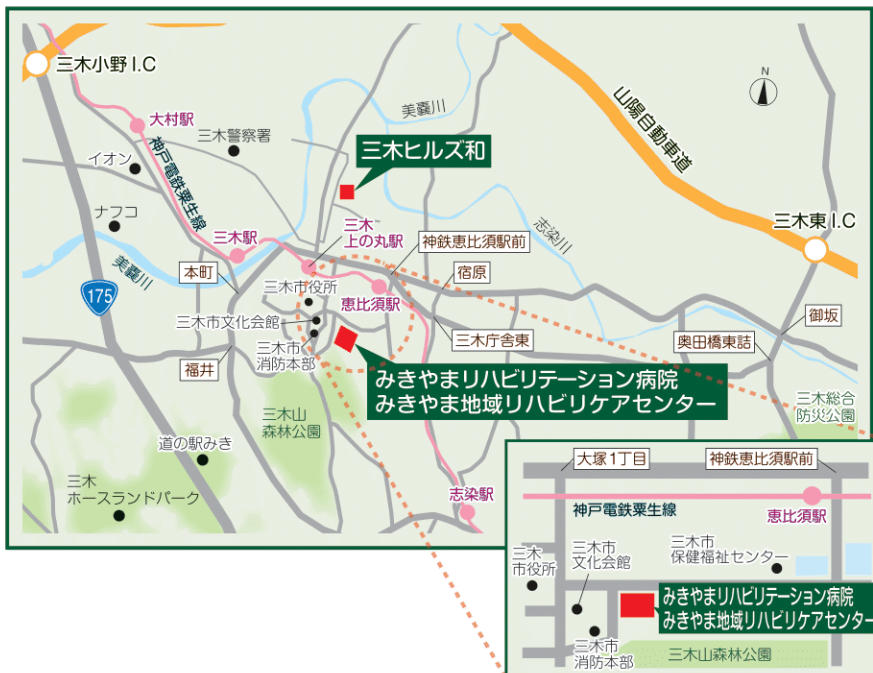 三木小野I.C
大村駅
三木警察署
イオン
神戸電鉄粟生線
ナフコ
美嚢川
三木ヒルズ和
山陽自動車道
N
三木東I.C
志染川
三木駅
三木
上の丸駅
神鉄恵比須駅前
宿原
本町
美嚢川
175
三木市役所
恵比須駅
三木市文化会館
三木市
消防本部
三木庁舎東
御坂
奥田橋東詰
福井
みきやまリハビリテーション病院
みきやま地域リハビリケアセンター
三木総合
防災公園
三木山
森林公園
道の駅みき
三木
ホースランドパーク
志染駅
大塚1丁目
神鉄恵比須駅前
神戸電鉄粟生線
恵比須駅
三木
市役所
三木市
文化会館
三木市
保健福祉センター
みきやまリハビリテーション病院
みきやま地域リハビリケアセンター
三木市
消防本部
三木山森林公園